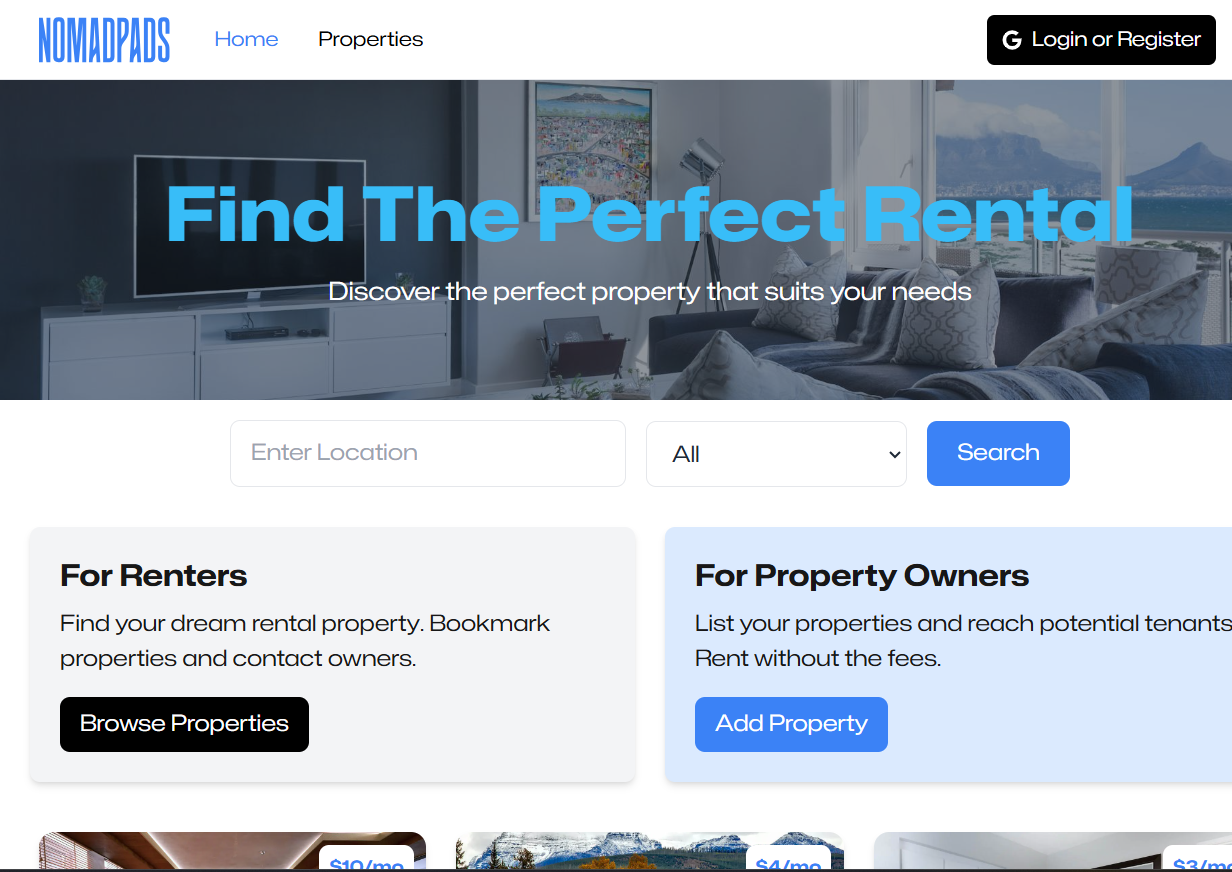 NOMADPADS
Home
Properties
Login or Register
Find The Perfect Rental
Discover the perfect property that suits your needs
Enter Location
All
Search
For Renters
Find your dream rental property. Bookmark
properties and contact owners.
Browse Properties
For Property Owners
List your properties and reach potential tenants
Rent without the fees.
Add Property
$10/mo
$4/mo
$3/mo